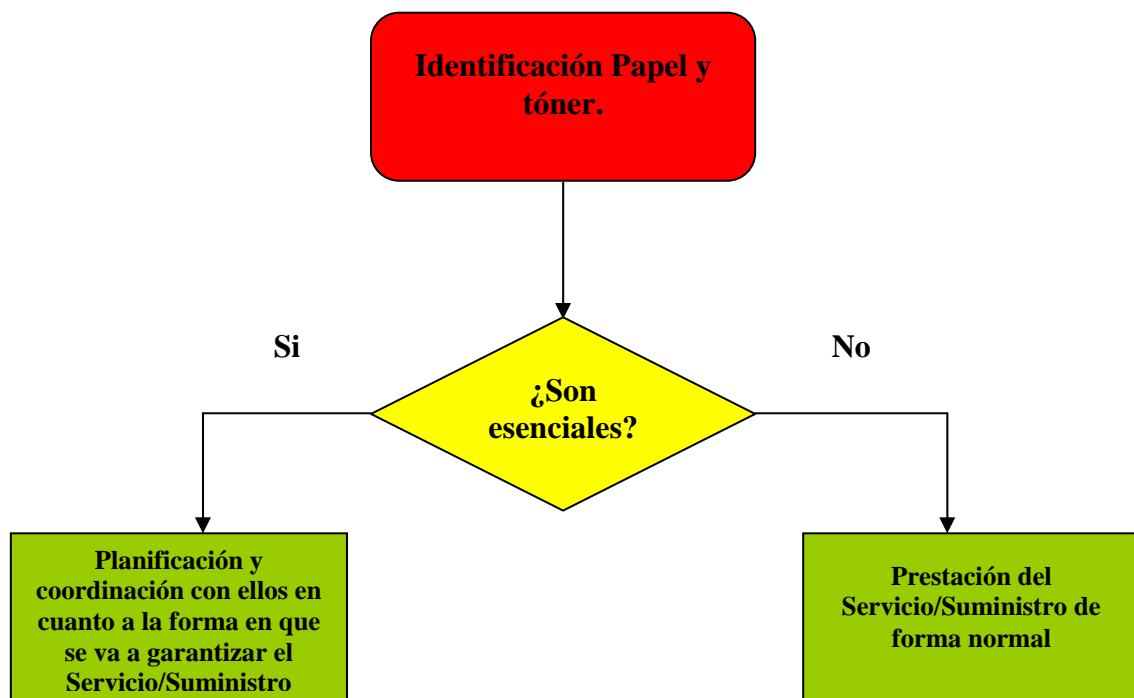 Identificación Papel y
tóner.
Si
No
¿Son
esenciales?
Planificación y
coordinación con ellos en
cuanto a la forma en que
se va a garantizar el
Servicio/Suministro
Prestación del
Servicio/Suministro de
forma normal